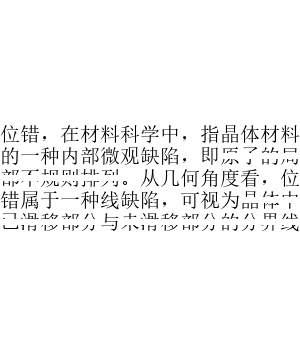 位错，在材料科学中，指晶体材料
的一种内部微观缺陷，即原子的局
部不规则排列。从几何角度看，位
错属于一种线缺陷，可视为晶体中
已滑移部分与未滑移部分的分界线